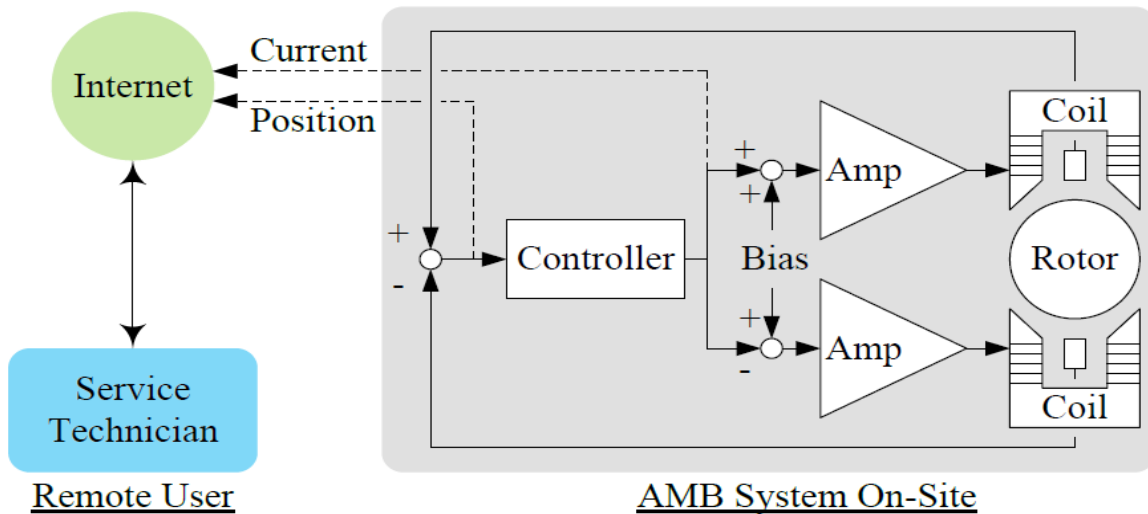 Internet
Current
Position
Service
Technician
Remote User
+
-
Controller
+
+
Bias
+
-
Amp
Amp
Coil
Rotor
Coil
AMB System On-Site